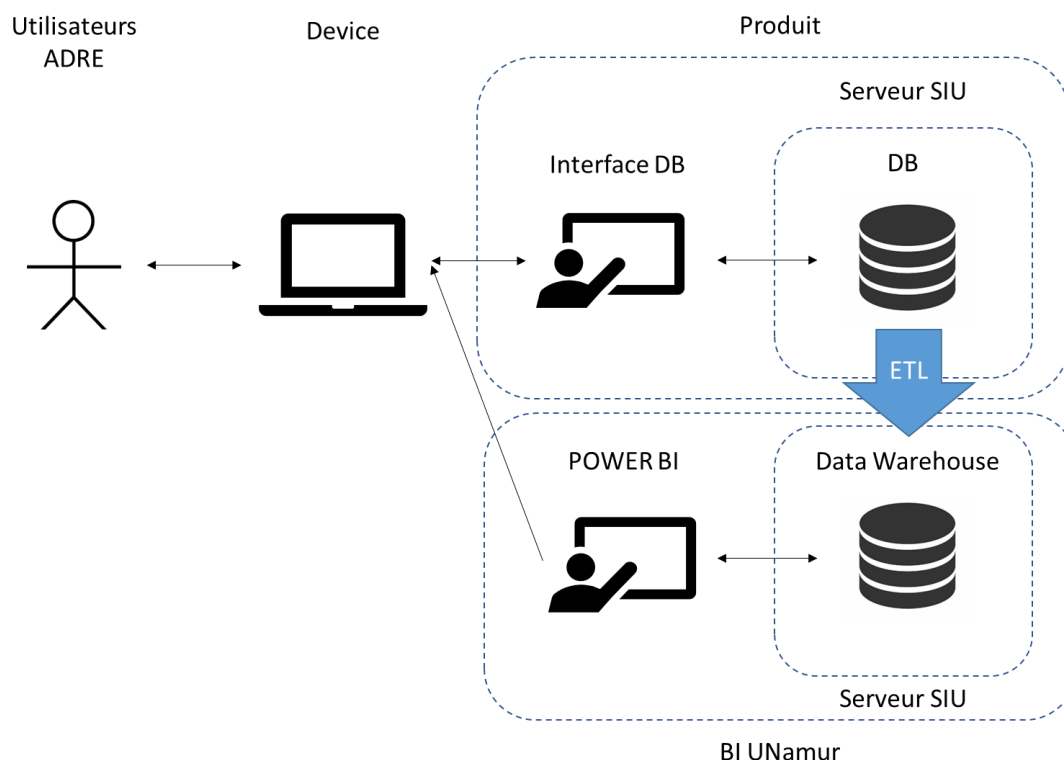 Utilisateurs
ADRE
Device
Produit
Serveur SIU
Interface DB
DB
ETL
POWER BI
Data Warehouse
Serveur SIU
BI UNamur